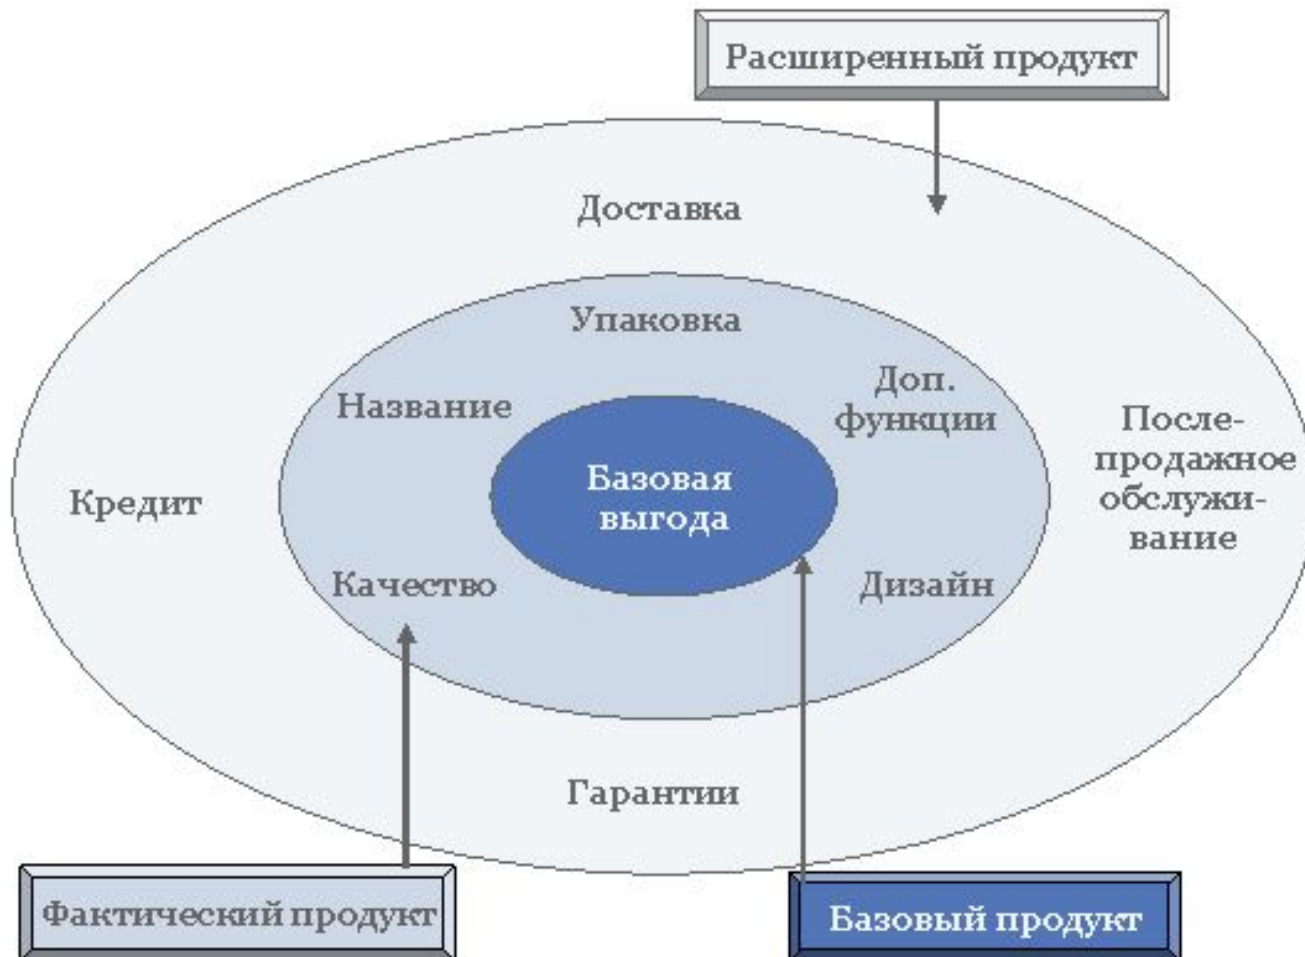 Расширенный продукт
Доставка
Упаковка
Название
Доп.
функции
После-
продажное
обслужи-
вание
Кредит
Базовая
выгода
Качество
Дизайн
Гарантии
Фактический продукт
Базовый продукт